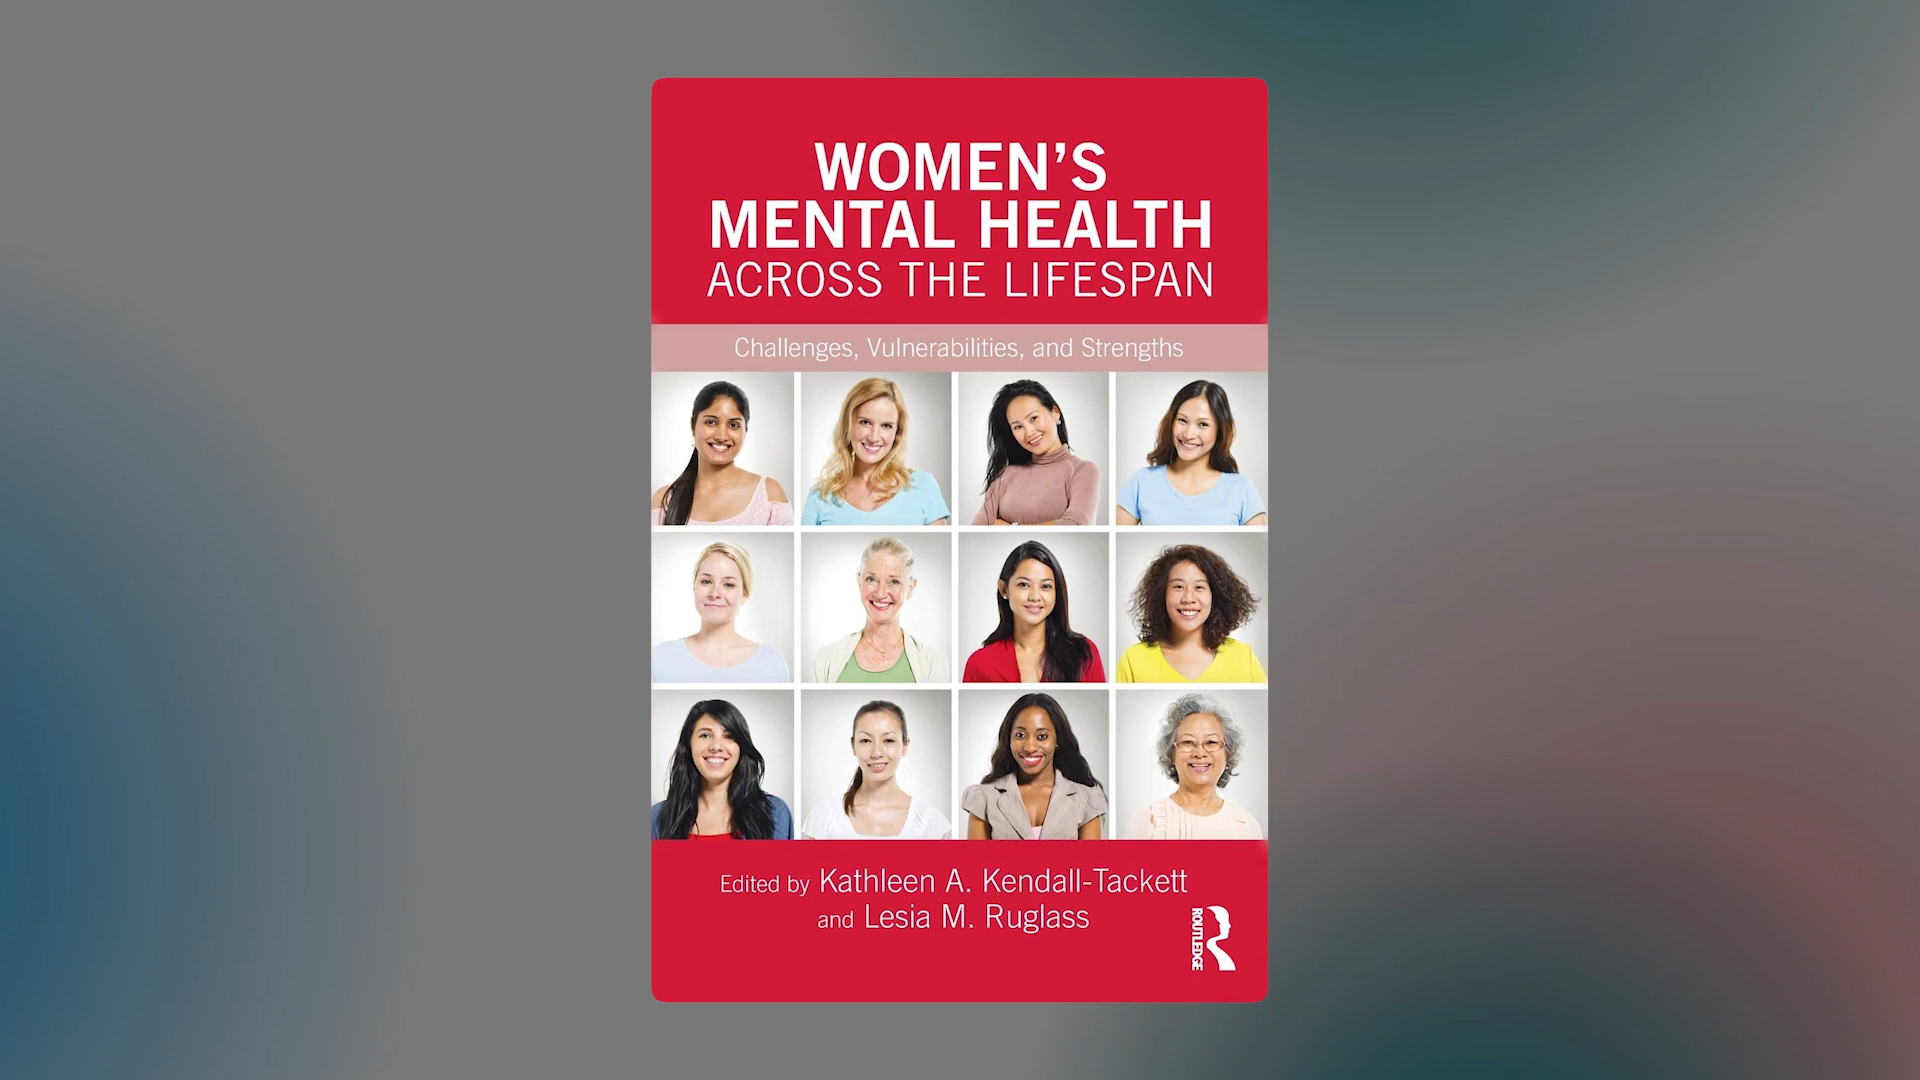 WOMEN'S
MENTAL HEALTH
ACROSS THE LIFESPAN
Challenges, Vulnerabilities, and Strengths
Edited by Kathleen A. Kendall-Tackett
and Lesia M. Ruglass
ROUTLEDGE